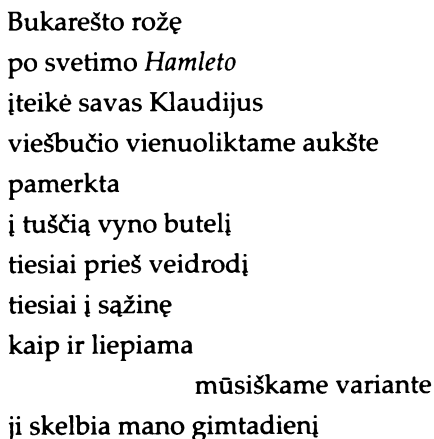 Bukarešto rožę
po svetimo Hamleto
įteikė savas Klaudijus
viešbučio vienuoliktame aukšte
pamerkta
į tuščią vyno butelį
tiesiai prieš veidrodį
tiesiai į sąžinę
kaip ir liepiama
mūsiškame variante
ji skelbia mano gimtadienį